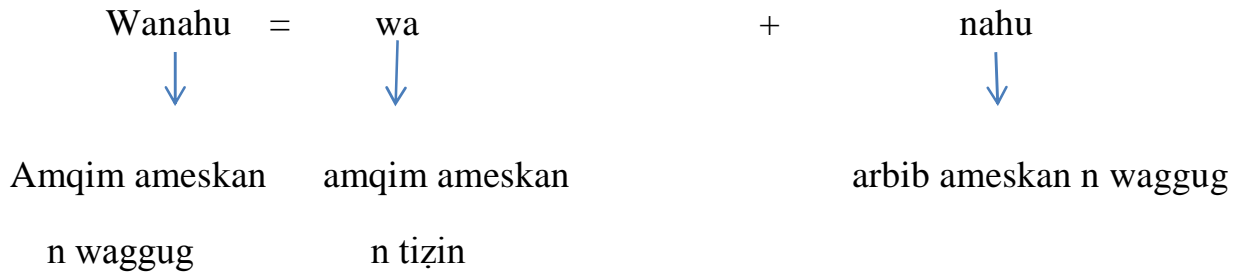 Wanahu = wa + nahu
Amqim ameskan amqim ameskan arbib ameskan n waggug
n waggug n tiẓin